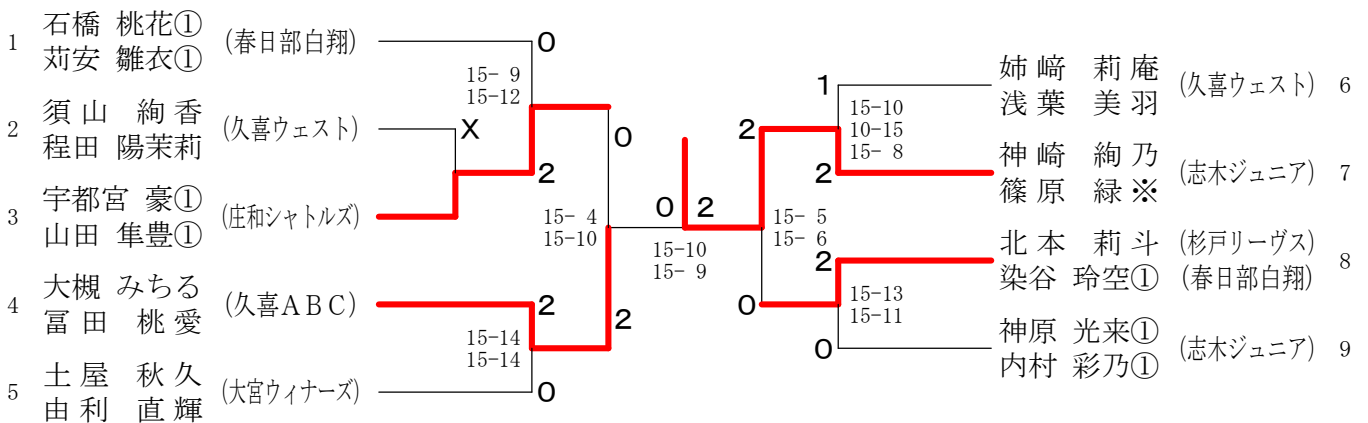 1 石橋 桃花① (春日部白翔)
苅安 雛衣①
0
15- 9
15-12
2 須山 絢香 (久喜ウェスト)
程田 陽茉莉
X
0
2
3 宇都宮 豪① (庄和シャトルズ)
山田 隼豊①
15- 4
15-10
4 大槻 みちる (久喜ABC)
冨田 桃愛
2
2
15-14
15-14
5 土屋 秋久 (大宮ウィナーズ)
由利 直輝
0
0 2
15-10
15- 9
姉﨑 莉庵 (久喜ウェスト) 6
浅葉 美羽
1
15-10
10-15
15- 8
2
神崎 絢乃 (志木ジュニア) 7
篠原 緑※
2
15- 5
15- 6
北本 莉斗 (杉戸リーヴス) 8
染谷 玲空① (春日部白翔)
2
0
15-13
15-11
神原 光来① (志木ジュニア) 9
内村 彩乃①
0